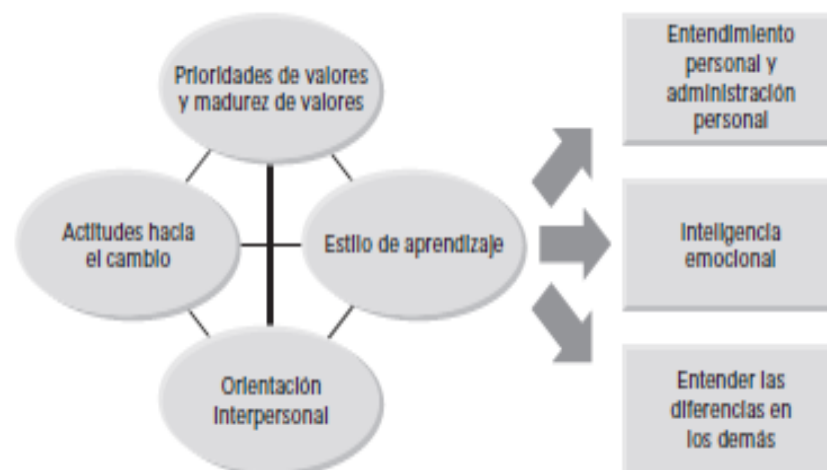 Prioridades de valores
y madurez de valores
Actitudes hacia
el cambio
Estilo de aprendizaje
Orientación
Interpersonal
Entendimiento
personal y
administración
personal
Inteligencia
emocional
Entender las
diferencias en
los demás